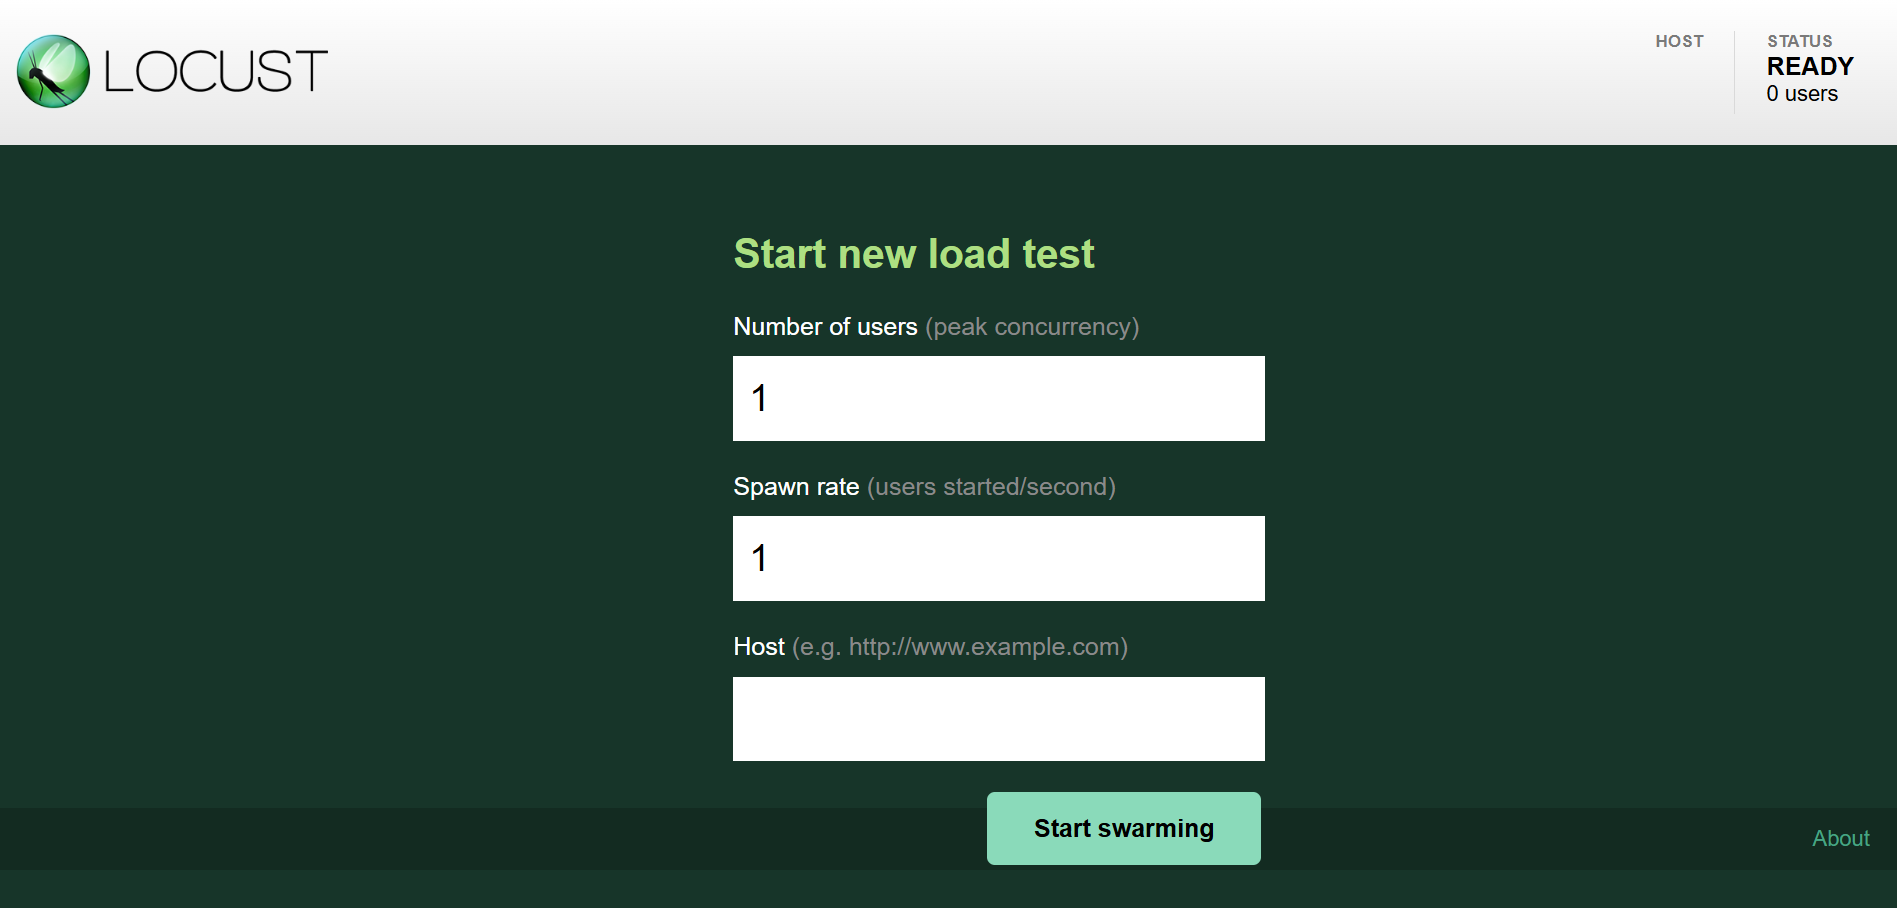 LOCUST
HOST
STATUS
READY
0 users
Start new load test
Number of users (peak concurrency)
1
Spawn rate (users started/second)
1
Host (e.g. http://www.example.com)
Start swarming
About